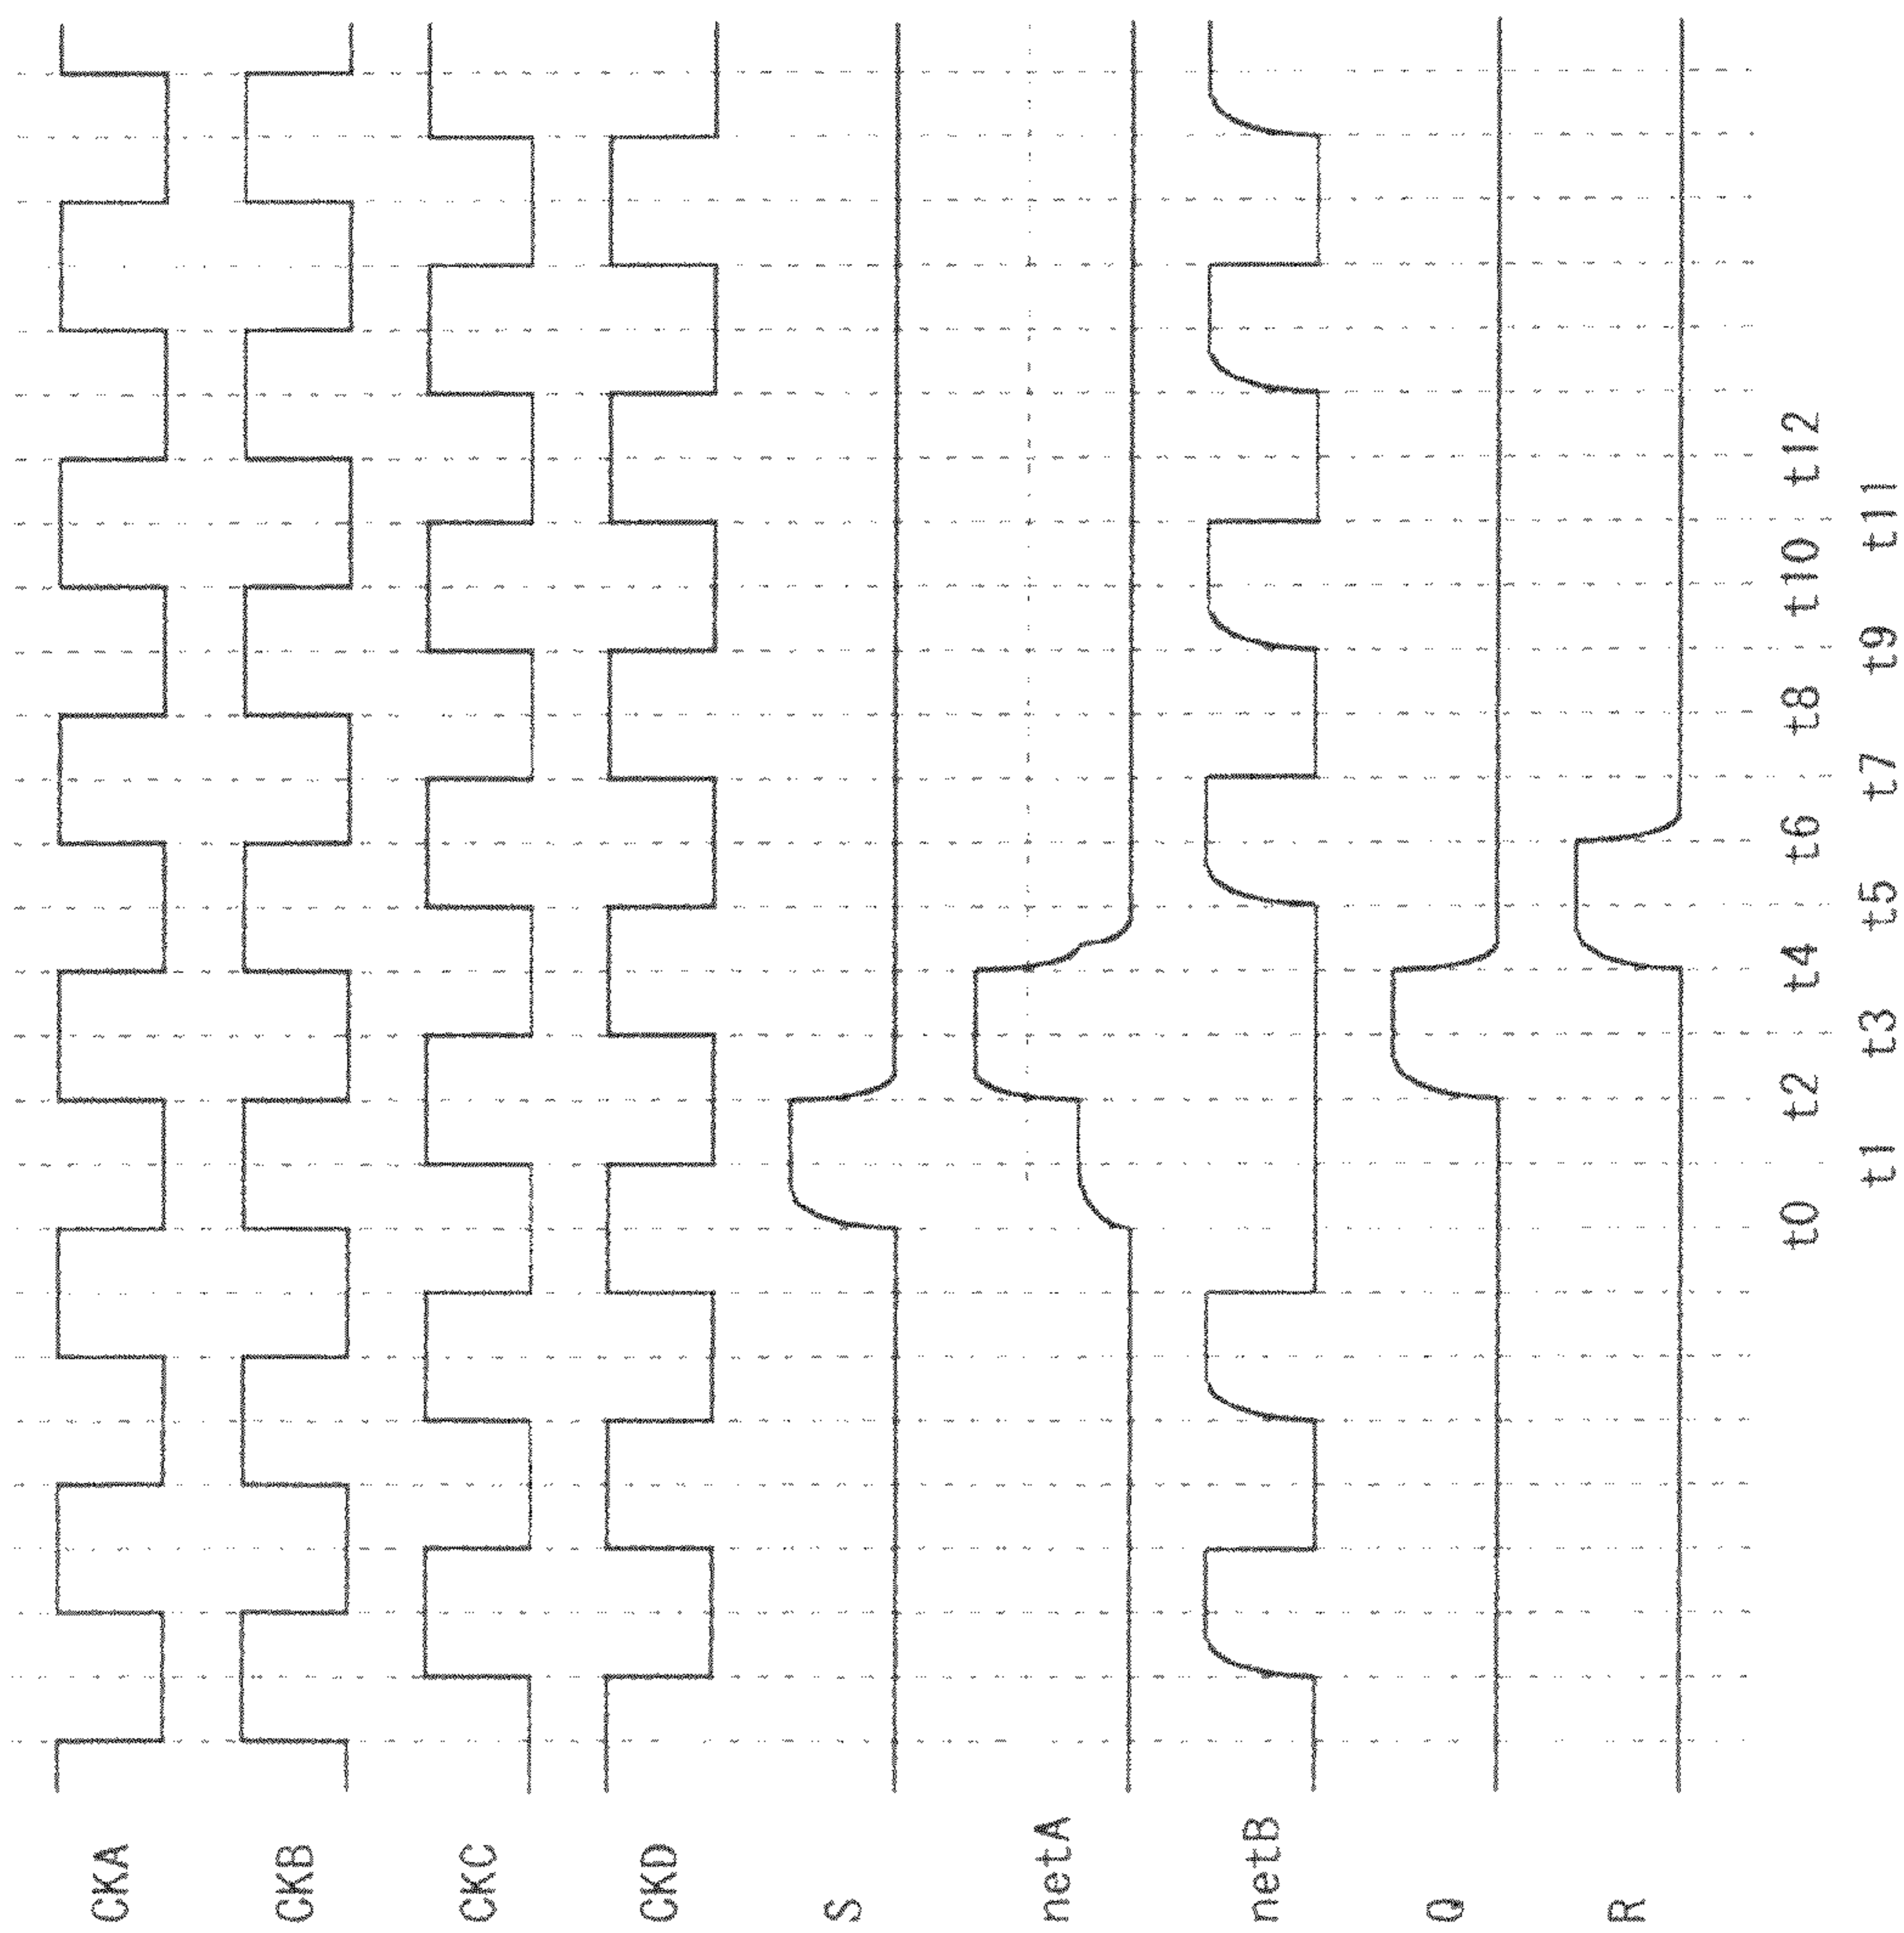 CKA
CKB
CKC
CKD
S
netA
netB
Q
R
t0 t2 t4 t6 t8 t10 t12
t1 t3 t5 t7 t9 t11